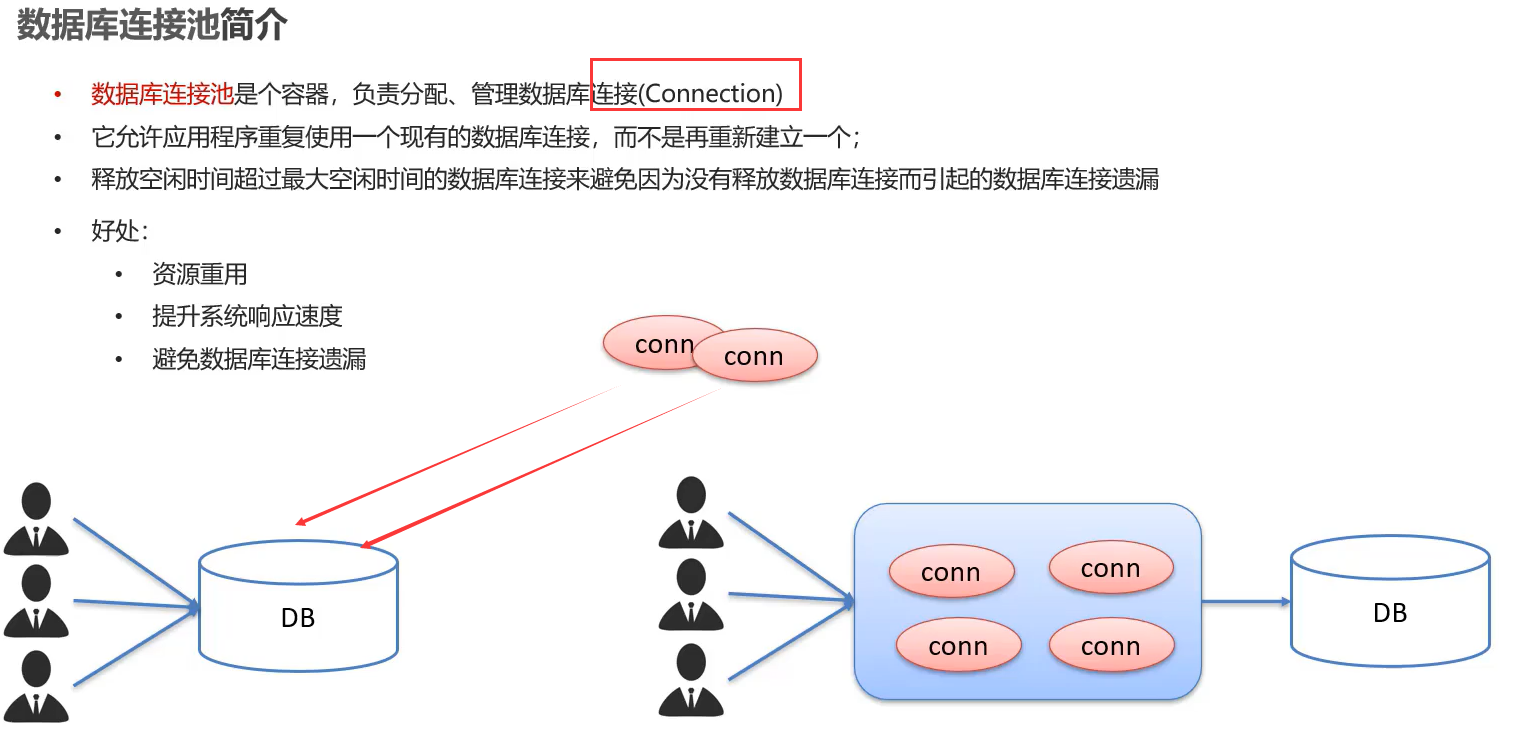 数据库连接池简介
• 数据库连接池是个容器，负责分配、管理数据库连接(Connection)
• 它允许应用程序重复使用一个现有的数据库连接，而不是再重新建立一个；
• 释放空闲时间超过最大空闲时间的数据库连接来避免因为没有释放数据库连接而引起的数据库连接遗漏
• 好处：
• 资源重用
• 提升系统响应速度
• 避免数据库连接遗漏
conn
conn
DB
conn
conn
conn
conn
DB